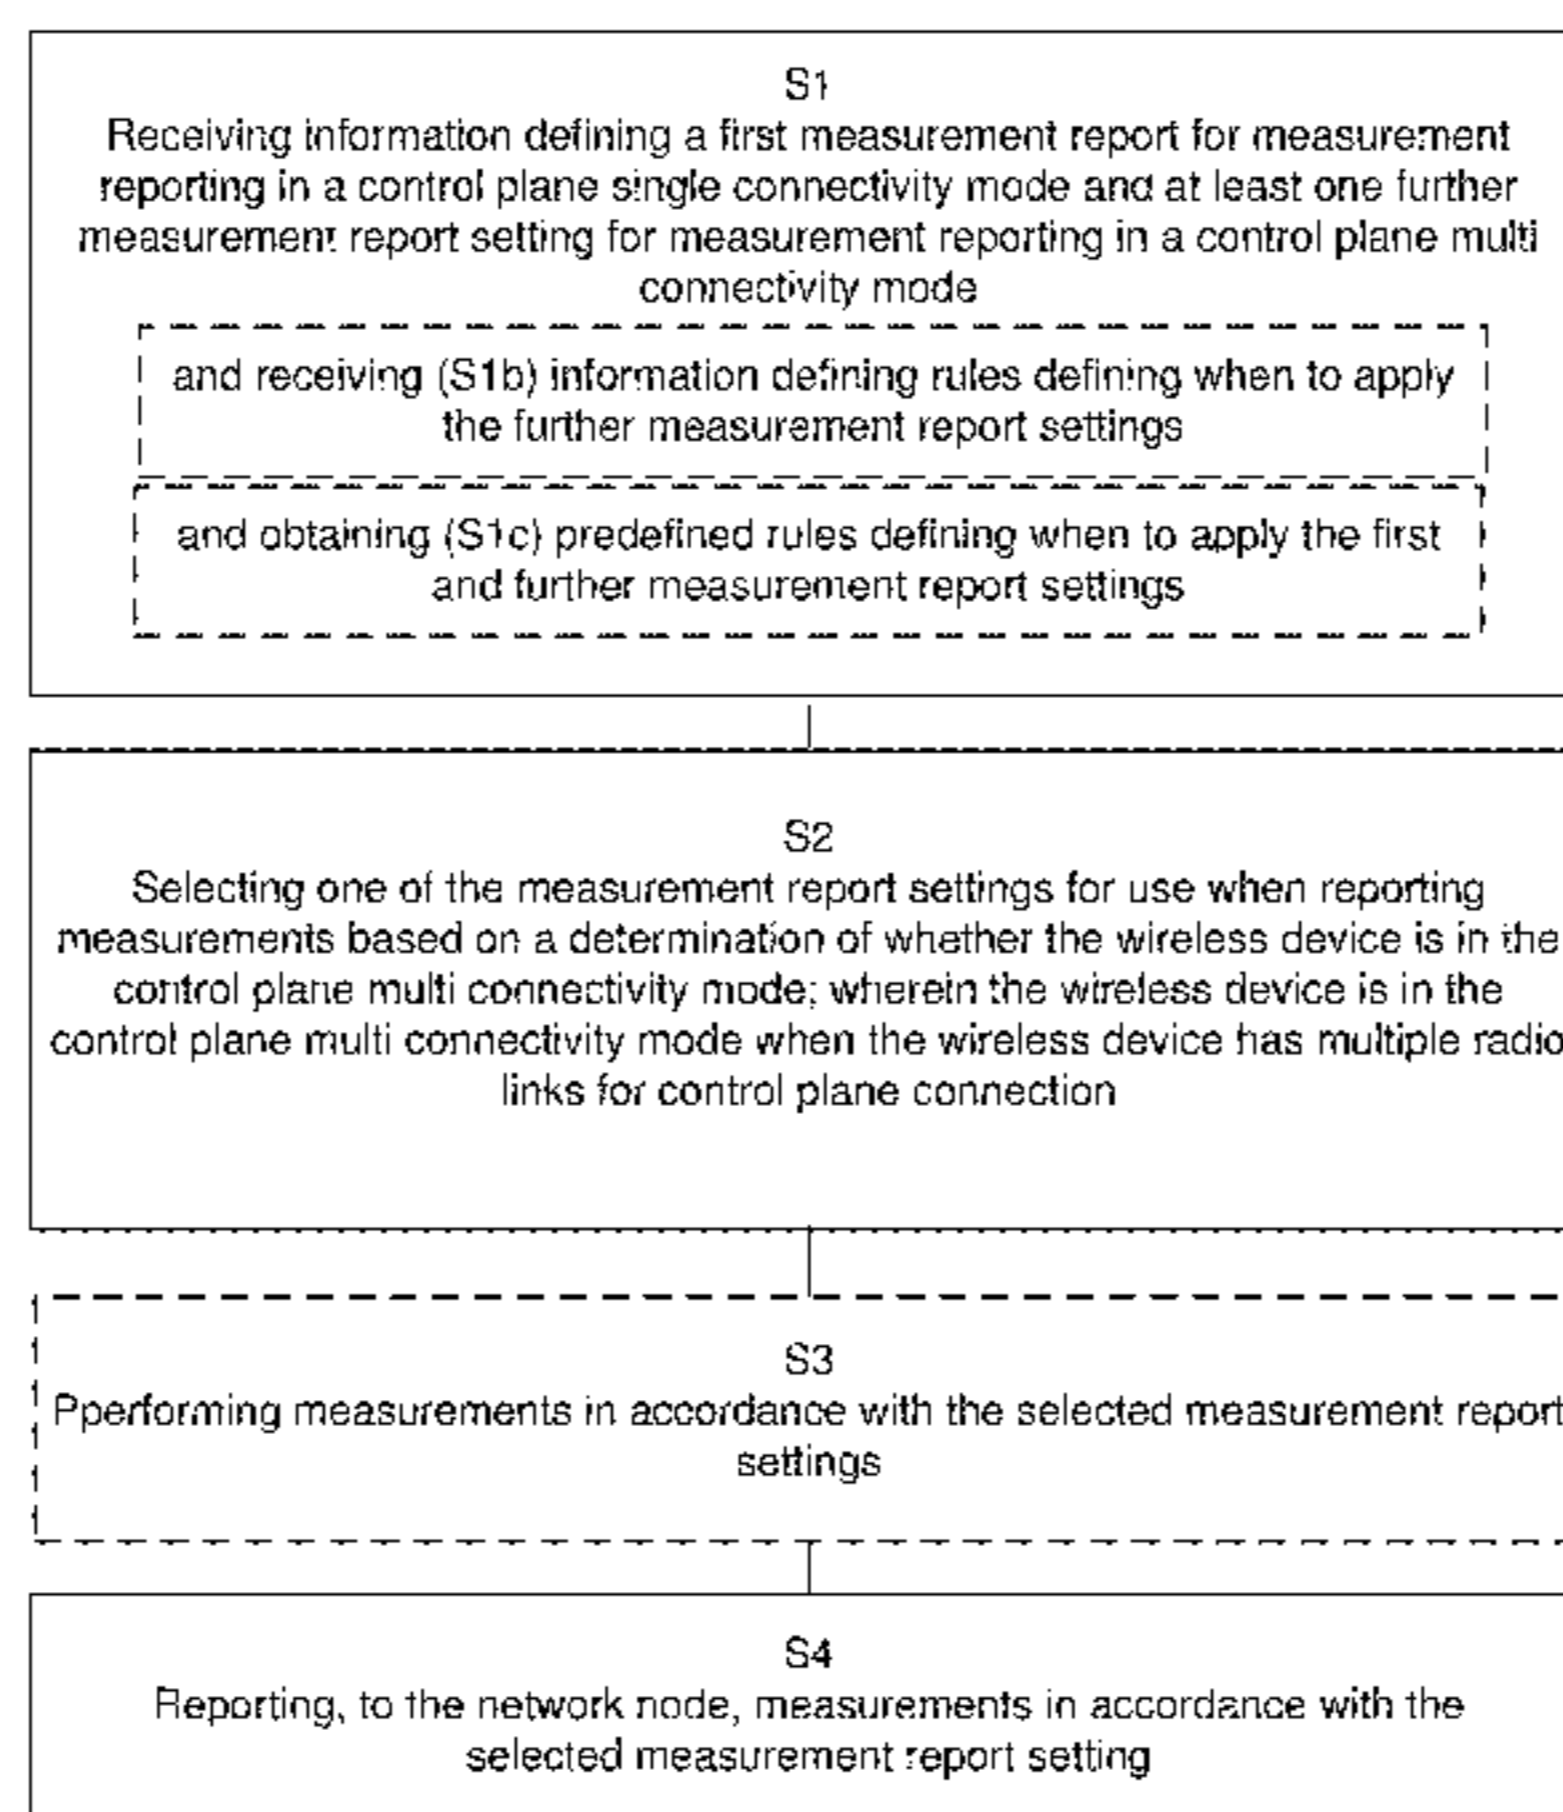 S1
Receiving information defining a first measurement report for measurement
reporting in a control plane single connectivity mode and at least one further
measurement report setting for measurement reporting in a control plane multi
connectivity mode
and receiving (S1b) information defining rules defining when to apply
the further measurement report settings
and obtaining (S1c) predefined rules defining when to apply the first
and further measurement report settings
S2
Selecting one of the measurement report settings for use when reporting
measurements based on a determination of whether the wireless device is in the
control plane multi connectivity mode; wherein the wireless device is in the
control plane multi connectivity mode when the wireless device has multiple radio
links for control plane connection
S3
Pperforming measurements in accordance with the selected measurement report
settings
S4
Reporting, to the network node, measurements in accordance with the
selected measurement report setting